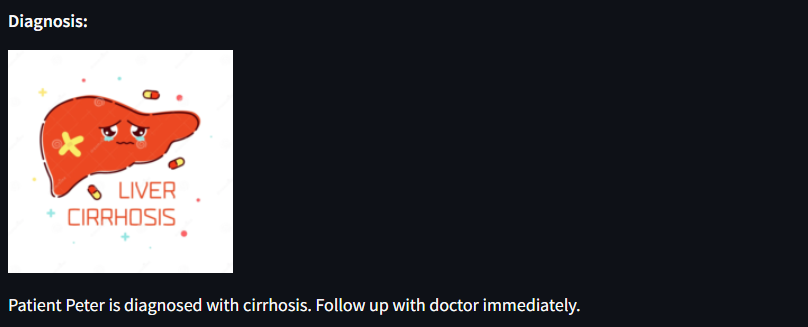 Diagnosis:
LIVER
CIRRHOSIS
Patient Peter is diagnosed with cirrhosis. Follow up with doctor immediately.